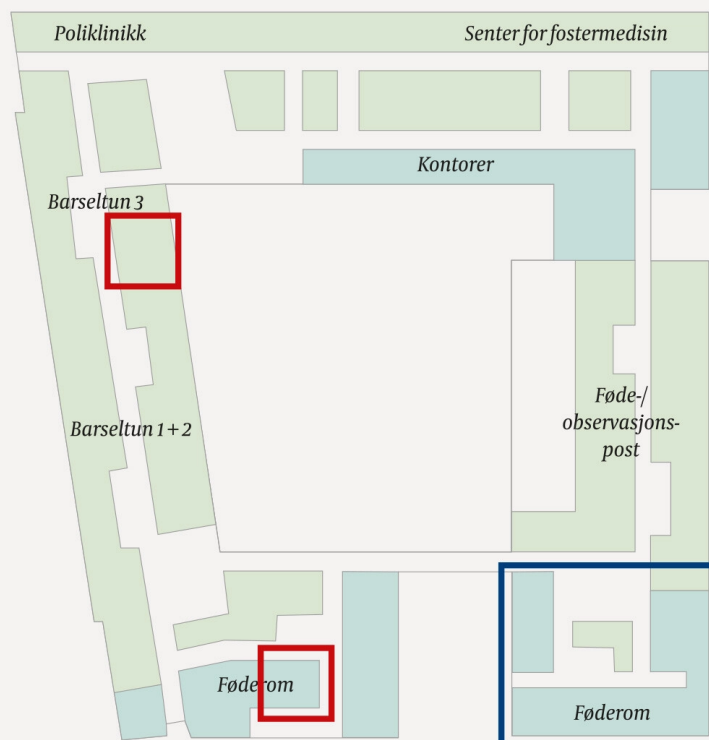 Poliklinikk
Senter for fostermedisin
Kontorer
Barseltun 3
Føde-/
observasjons-
post
Barseltun 1+2
Føderom
Føderom